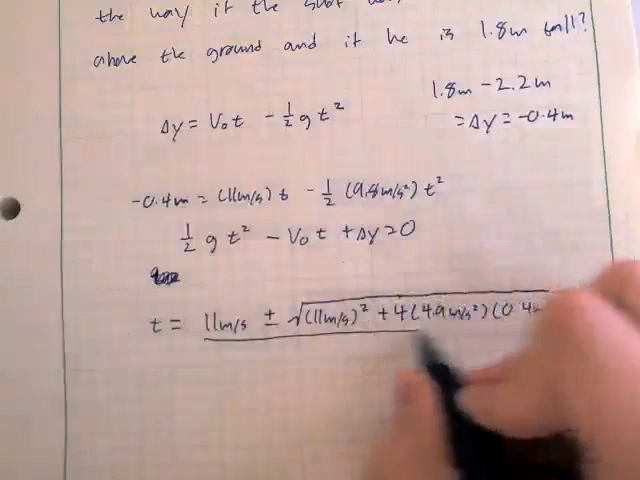 the way if the shot
above the ground and if he is 1.8m tall?
1.8m - 2.2m
= Δy = -0.4m
Δy = V₀t - ½gt²
-0.4m = (11m/s)t - ½(9.8m/s²)t²
½gt² - V₀t + Δy = 0
t = 11m/s ± √(11m/s)² + 4(4.9m/s²)(0.4